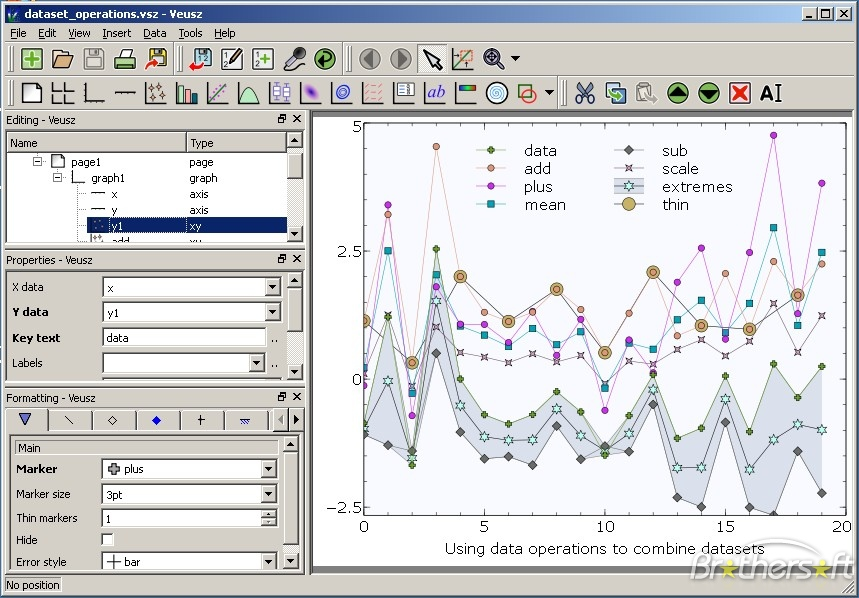 dataset_operations.vsz - Veusz
File Edit View Insert Data Tools Help
Editing - Veusz
Name Type
page1 page
graph1 graph
x axis
y axis
y1 xy
add xy
Properties - Veusz
X data x
Y data y1
Key text data
Labels
Formatting - Veusz
Main
Marker plus
Marker size 3pt
Thin markers 1
Hide
Error style bar
No position
ab
AI
5
2.5
0
−2.5
0 5 10 15 20
data
add
plus
mean
sub
scale
extremes
thin
Using data operations to combine datasets
Brothersoft